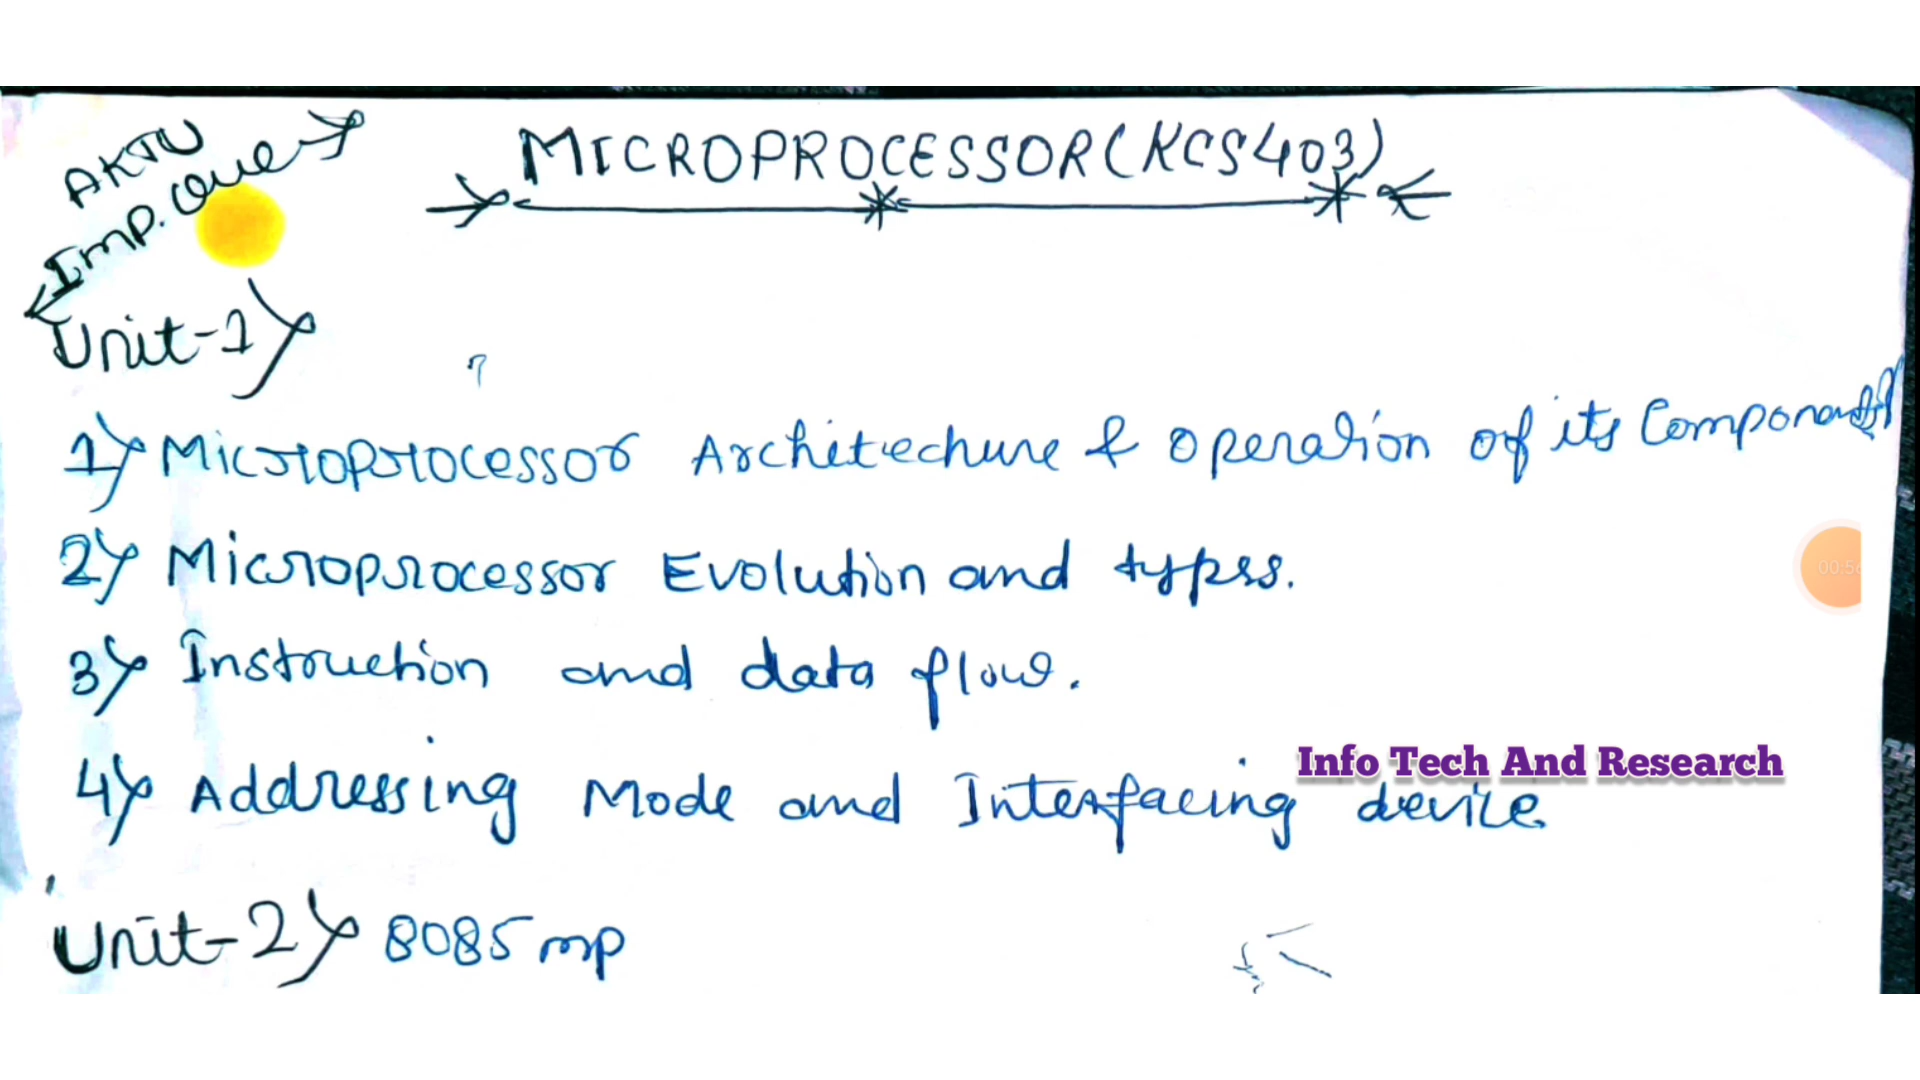 AKTU
Imp. Que
MICROPROCESSOR (KCS403)
Unit-1
1) Microprocessor Architechure & operation of its Components
2) Microprocessor Evolution and types.
3) Instruction and data flow.
4) Addressing Mode and Interfacing device
Info Tech And Research
Unit-2) 8085 mp